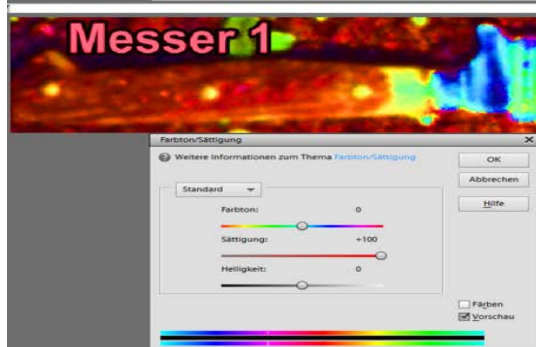 Messer 1
Farbton/Sättigung
Weitere Informationen zum Thema Farbton/Sättigung
OK
Abbrechen
Hilfe
Standard
Farbton: 0
Sättigung: +100
Helligkeit: 0
Färben
Vorschau